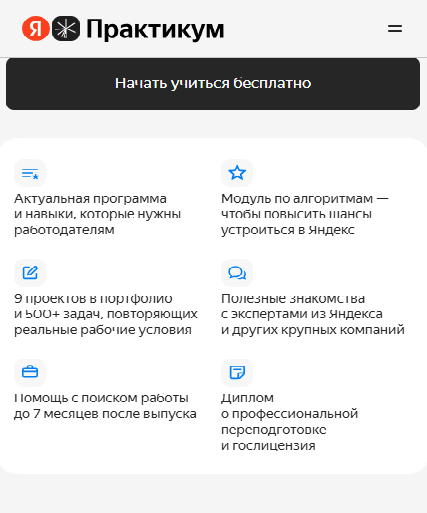 Я Практикум
Начать учиться бесплатно
Актуальная программа
и навыки, которые нужны
работодателям
Модуль по алгоритмам —
чтобы повысить шансы
устроиться в Яндекс
9 проектов в портфолио
и 500+ задач, повторяющих
реальные рабочие условия
Полезные знакомства
с экспертами из Яндекса
и других крупных компаний
Помощь с поиском работы
до 7 месяцев после выпуска
Диплом
о профессиональной
переподготовке
и гослицензия